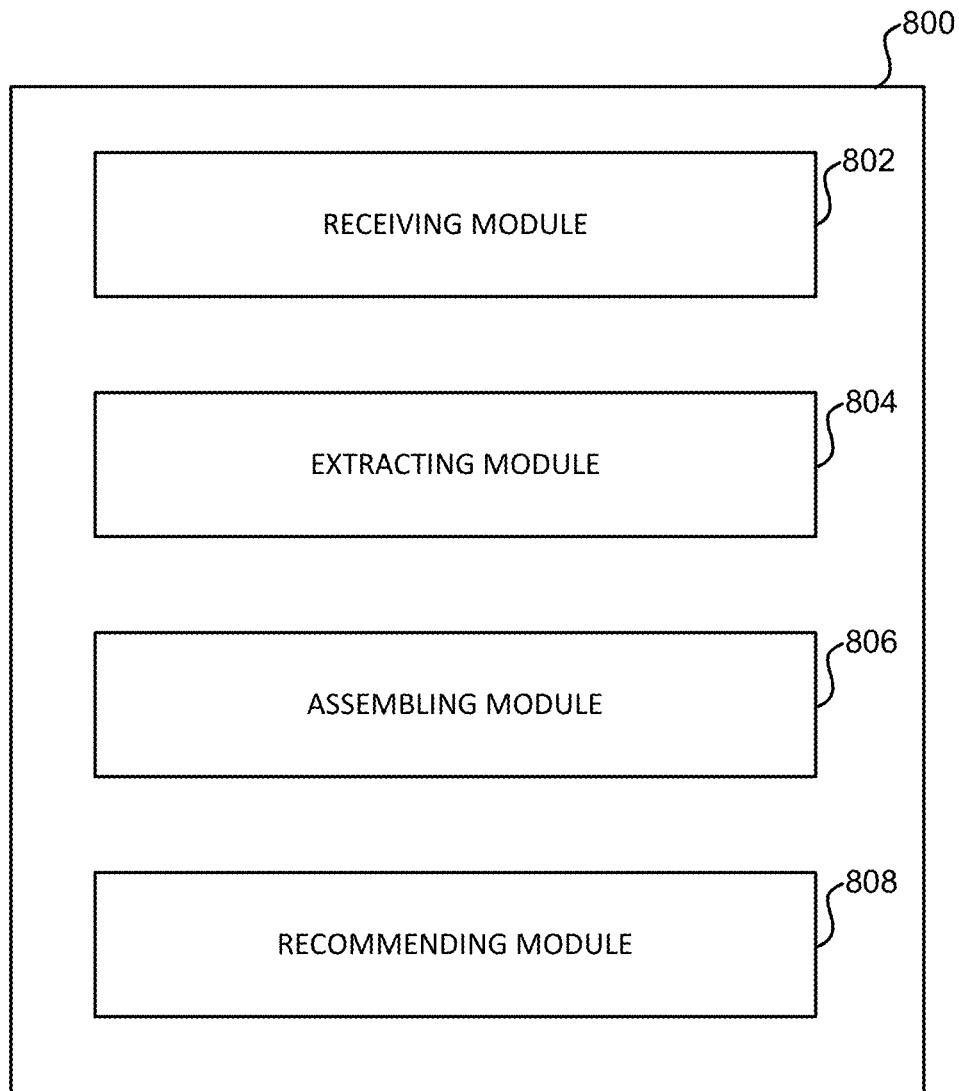 800
802
RECEIVING MODULE
804
EXTRACTING MODULE
806
ASSEMBLING MODULE
808
RECOMMENDING MODULE